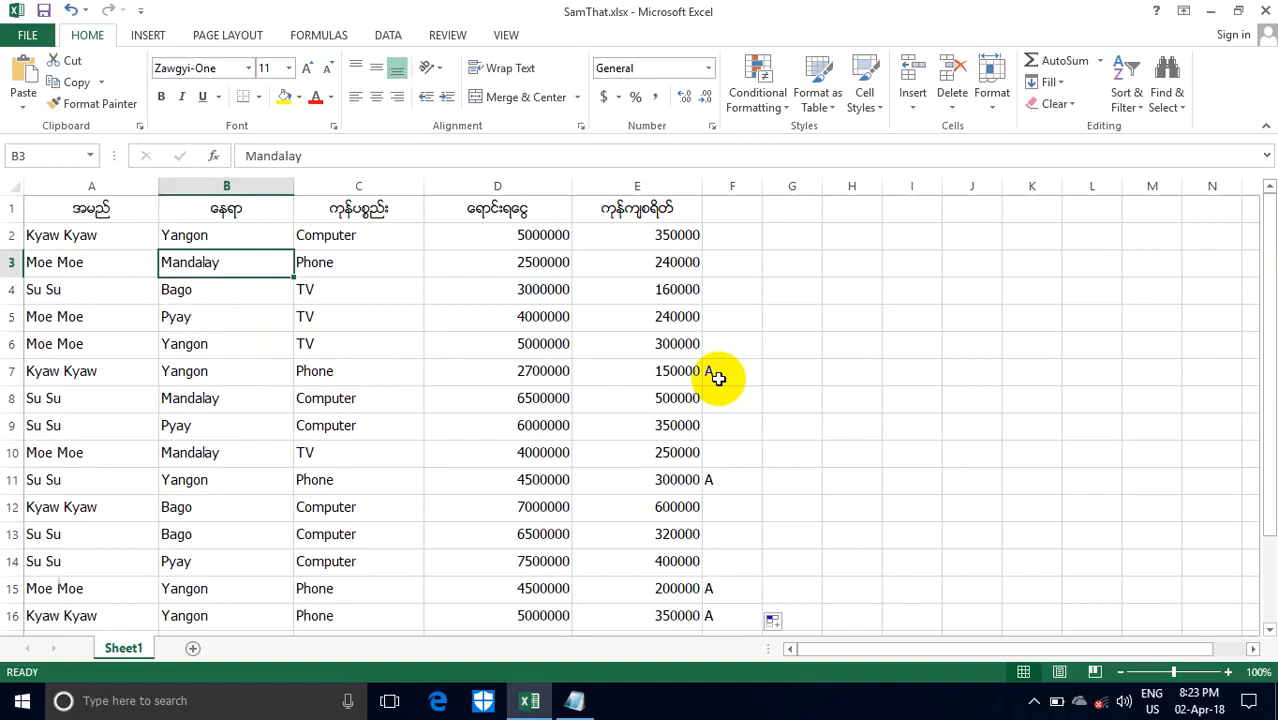 SamThat.xlsx - Microsoft Excel
?
FILE HOME INSERT PAGE LAYOUT FORMULAS DATA REVIEW VIEW Sign in
Paste Cut Copy Format Painter Clipboard
Zawgyi-One 11 A A B I U A Font
Wrap Text Merge & Center Alignment
General $ % , Number
Conditional Formatting Format as Table Cell Styles Styles
Insert Delete Format Cells
AutoSum Fill Clear Sort & Filter Find & Select Editing
B3 fx Mandalay
A B C D E F G H I J K L M N
1 အမည် နေရာ ကုန်ပစ္စည်း ရောင်းရငွေ ကုန်ကျစရိတ်
2 Kyaw Kyaw Yangon Computer 5000000 350000
3 Moe Moe Mandalay Phone 2500000 240000
4 Su Su Bago TV 3000000 160000
5 Moe Moe Pyay TV 4000000 240000
6 Moe Moe Yangon TV 5000000 300000
7 Kyaw Kyaw Yangon Phone 2700000 150000 A
8 Su Su Mandalay Computer 6500000 500000
9 Su Su Pyay Computer 6000000 350000
10 Moe Moe Mandalay TV 4000000 250000
11 Su Su Yangon Phone 4500000 300000 A
12 Kyaw Kyaw Bago Computer 7000000 600000
13 Su Su Bago Computer 6500000 320000
14 Su Su Pyay Computer 7500000 400000
15 Moe Moe Yangon Phone 4500000 200000 A
16 Kyaw Kyaw Yangon Phone 5000000 350000 A
Sheet1
READY 100%
Type here to search
ENG 8:23 PM
US 02-Apr-18